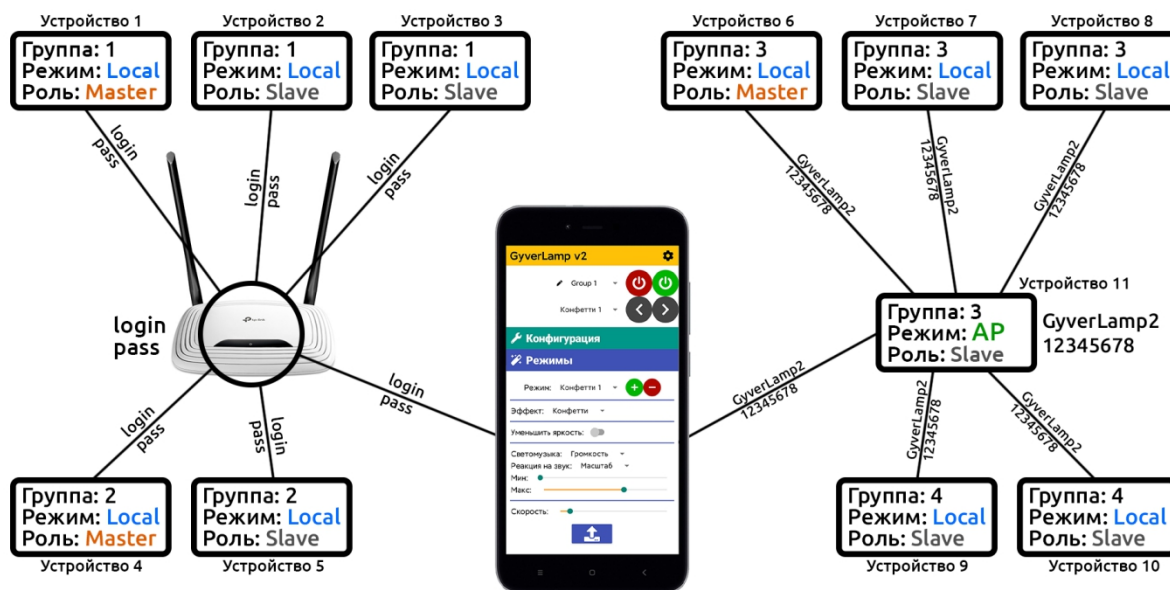 Устройство 1
Группа: 1
Режим: Local
Роль: Master
Устройство 2
Группа: 1
Режим: Local
Роль: Slave
Устройство 3
Группа: 1
Режим: Local
Роль: Slave
Устройство 6
Группа: 3
Режим: Local
Роль: Master
Устройство 7
Группа: 3
Режим: Local
Роль: Slave
Устройство 8
Группа: 3
Режим: Local
Роль: Slave
login
pass
login
pass
login
pass
GyverLamp2
12345678
GyverLamp2
12345678
GyverLamp2
12345678
login
pass
tp-link
login
pass
login
pass
login
pass
GyverLamp v2
Group 1
Конфетти 1
Конфигурация
Режимы
Режим: Конфетти 1
Эффект: Конфетти
Уменьшить яркость:
Светомузыка: Громкость
Реакция на звук: Масштаб
Мин:
Макс:
Скорость:
GyverLamp2
12345678
Устройство 11
Группа: 3
Режим: AP
Роль: Slave
GyverLamp2
12345678
GyverLamp2
12345678
GyverLamp2
12345678
Группа: 2
Режим: Local
Роль: Master
Устройство 4
Группа: 2
Режим: Local
Роль: Slave
Устройство 5
Группа: 4
Режим: Local
Роль: Slave
Устройство 9
Группа: 4
Режим: Local
Роль: Slave
Устройство 10